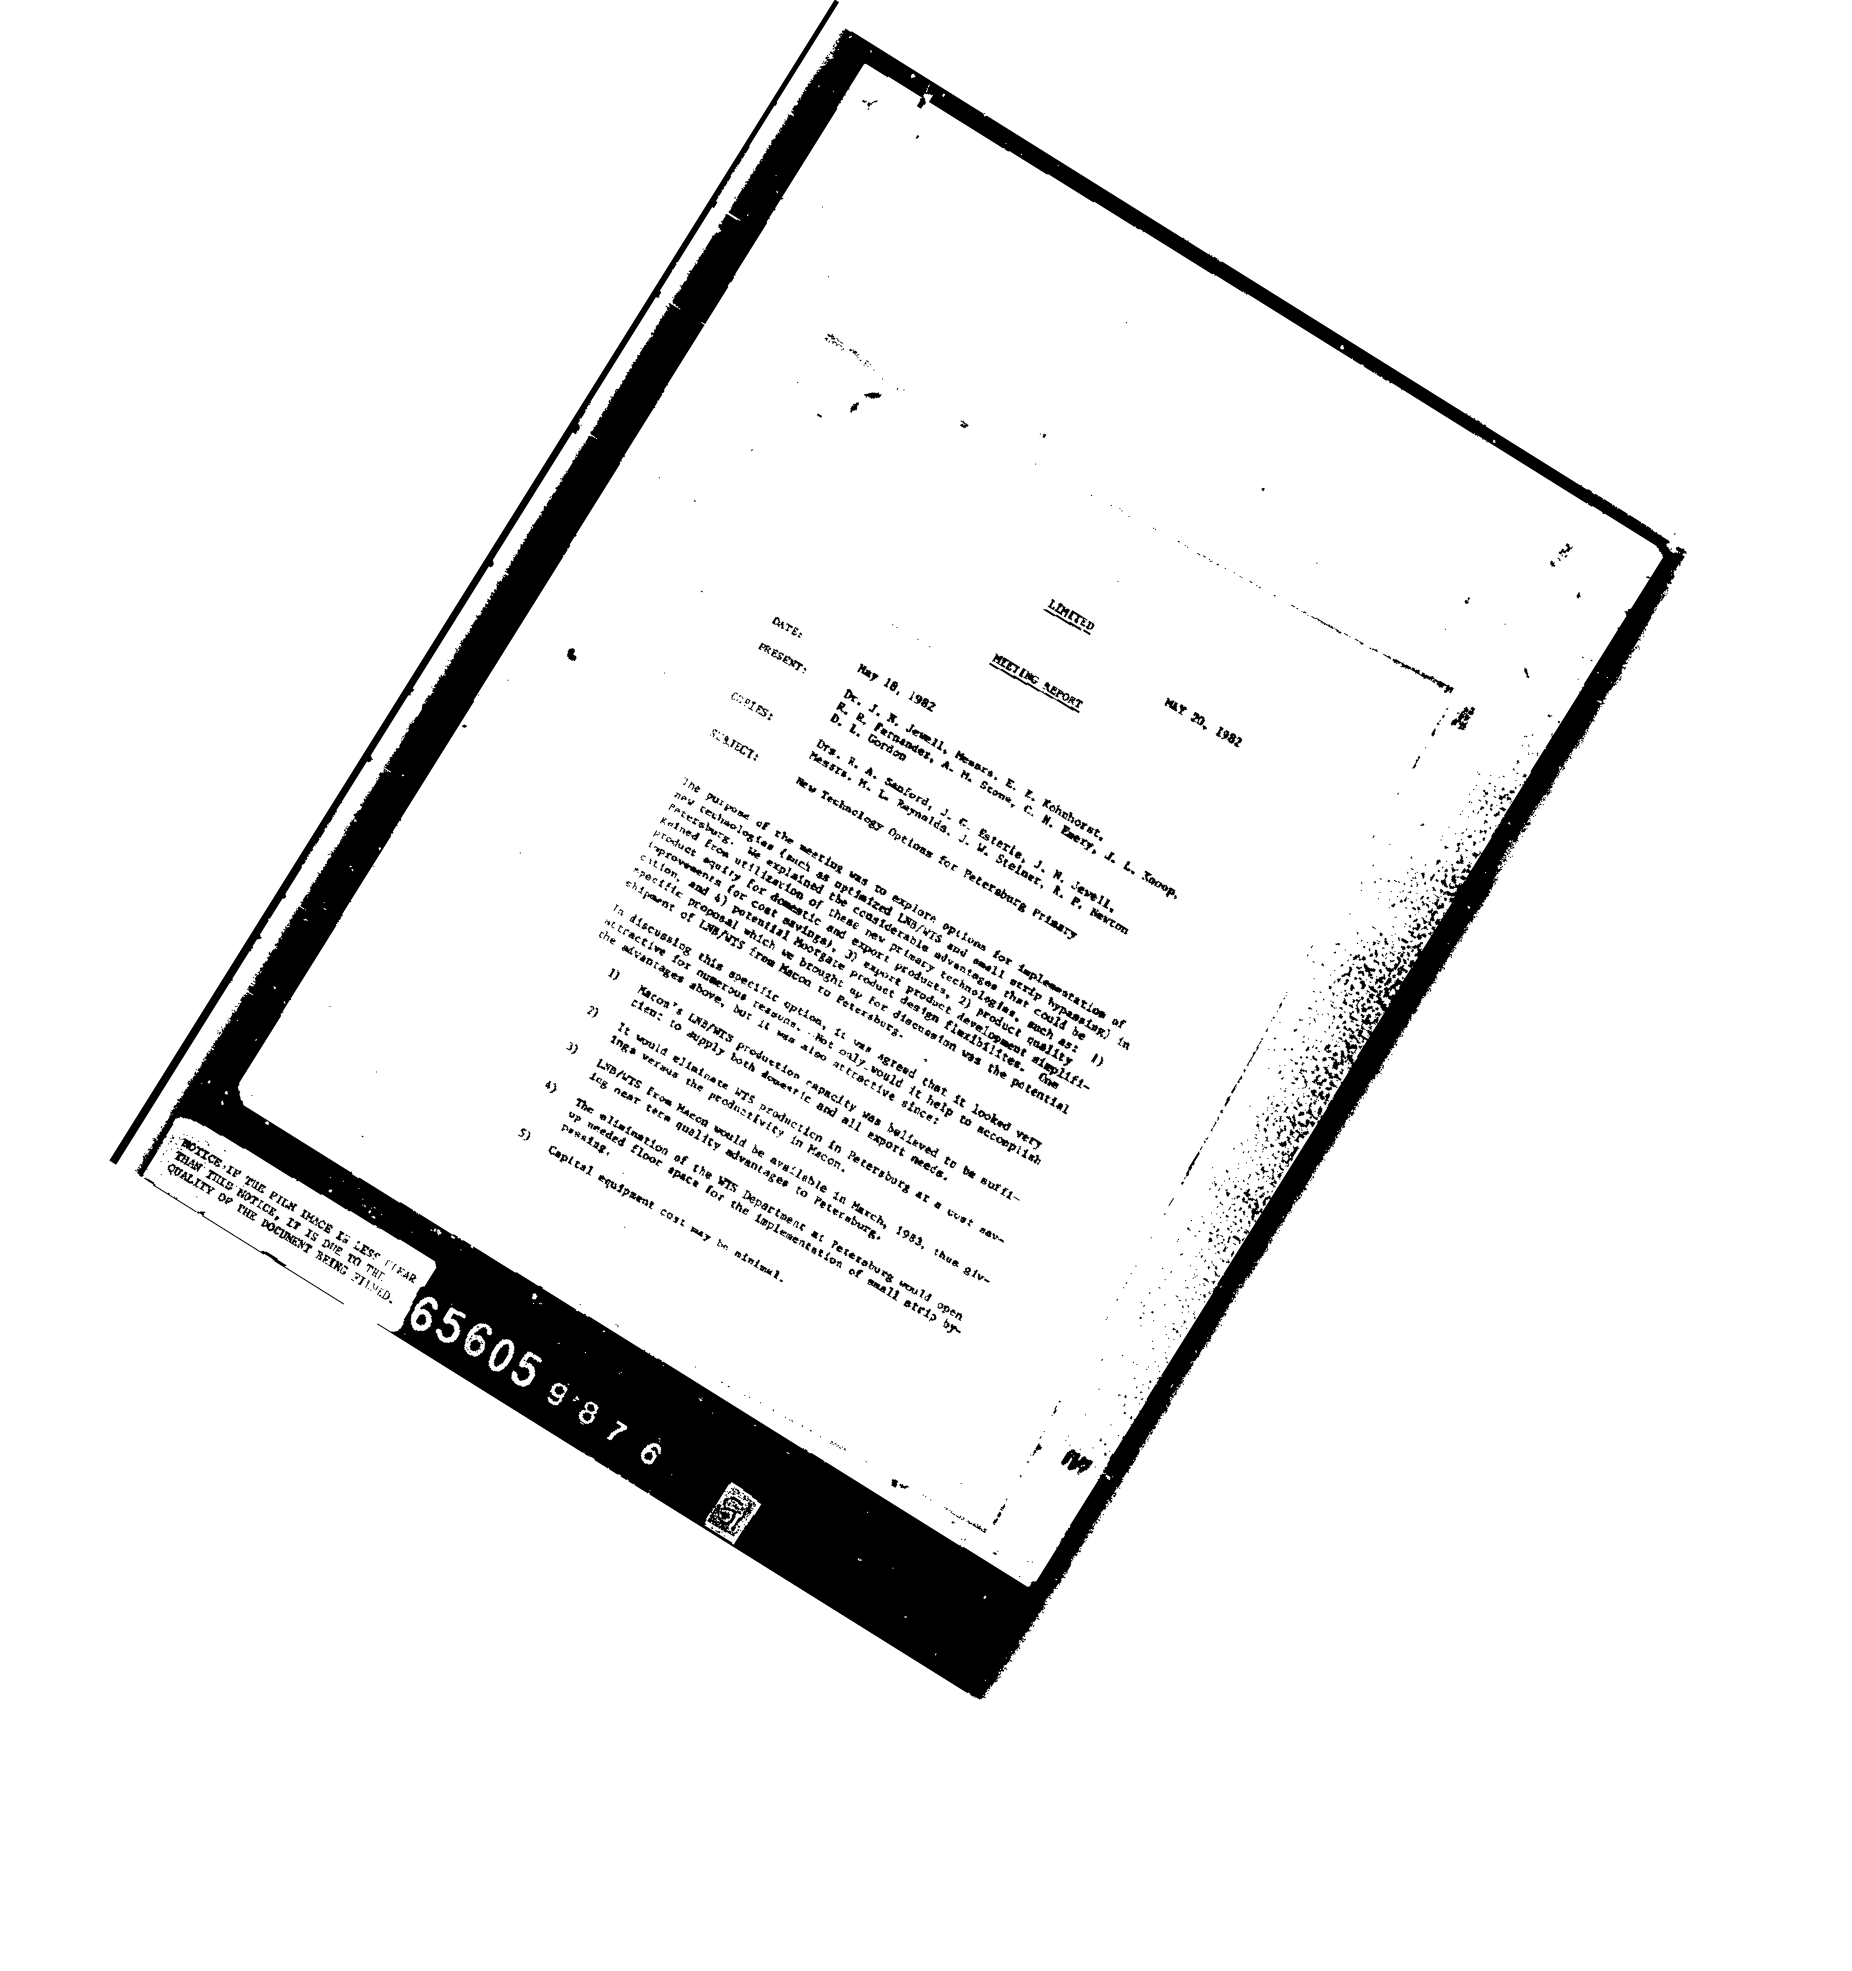 LIMITED
MEETING REPORT
MAY 20, 1982
DATE: May 18, 1982
PRESENT: Dr. J. N. Jewell, Messrs. E. E. Kohnhorst,
R. R. Fernandez, A. M. Stone, C. N. Emery, J. L. Knoop,
D. L. Gordon
COPIES: Drs. R. A. Sanford, J. C. Esterle, J. N. Jewell,
Messrs. M. L. Reynolds, J. W. Steiner, R. P. Newton
SUBJECT: New Technology Options for Petersburg Primary
The purpose of the meeting was to explore options for implementation of
new technologies (such as optimized LNB/WTS and small strip bypassing) in
Petersburg. We explained the considerable advantages that could be
gained from utilization of these new primary technologies, such as: 1)
product equity for domestic and export products, 2) product quality
improvements (or cost savings), 3) export product development simplifi-
cation, and 4) potential Moorgate product design flexibilites. One
specific proposal which we brought up for discussion was the potential
shipment of LNB/WTS from Macon to Petersburg.
In discussing this specific option, it was agreed that it looked very
attractive for numerous reasons. Not only would it help to accomplish
the advantages above, but it was also attractive since:
1) Macon's LNB/WTS production capacity was believed to be suffi-
cient to supply both domestic and all export needs.
2) It would eliminate WTS production in Petersburg at a cost sav-
ings versus the productivity in Macon.
3) LNB/WTS from Macon would be available in March, 1983, thus giv-
ing near term quality advantages to Petersburg.
4) The elimination of the WTS Department at Petersburg would open
up needed floor space for the implementation of small strip by-
passing.
5) Capital equipment cost may be minimal.
NOTICE: IF THE FILM IMAGE IS LESS CLEAR
THAN THIS NOTICE, IT IS DUE TO THE
QUALITY OF THE DOCUMENT BEING FILMED.
65605 9876